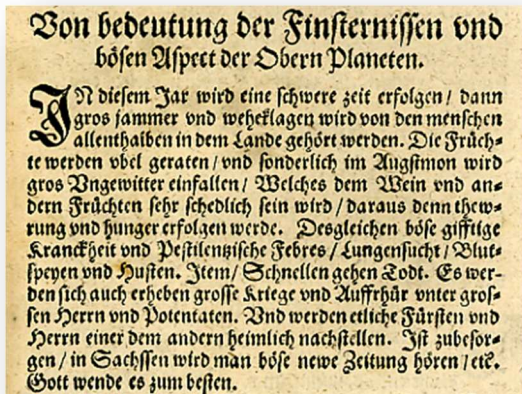 Von bedeutung der Finsternissen vnd
bösen Aspect der Obern Planeten.
IN diesem Jar wird eine schwere zeit erfolgen / dann
gros jammer vnd weheklagen wird von den menschen
allenthalben in dem Lande gehört werden. Die Früch-
te werden vbel geraten / vnd sonderlich im Augstmon wird
gros Vngewitter einfallen / Welches dem Wein vnd an-
dern Früchten sehr schedlich sein wird / daraus denn thew-
rung vnd hunger erfolgen werde. Desgleichen böse gifftige
Kranckheit vnd Pestilentzische Febres / Lungensucht / Blut-
speyen vnd Husten. Item / Schnellen gehen Todt. Es wer-
den sich auch erheben grosse Kriege vnd Auffrhür vnter gros-
sen Herrn vnd Potentaten. Vnd werden etliche Fürsten vnd
Herrn einer dem andern heimlich nachstellen. Ist zubesor-
gen / in Sachssen wird man böse newe Zeitung hören / etc.
Gott wende es zum besten.